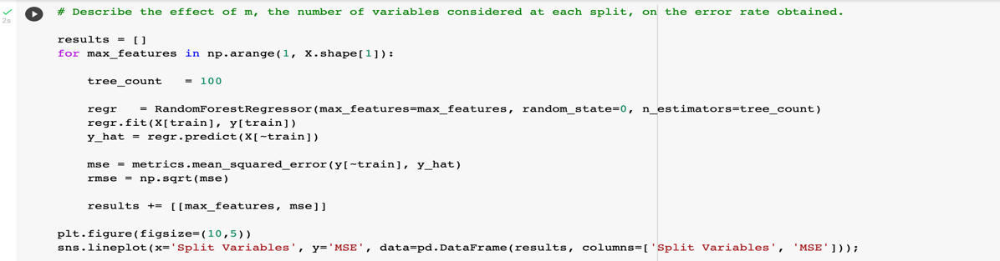 # Describe the effect of m, the number of variables considered at each split, on the error rate obtained.
2s
results = []
for max_features in np.arange(1, X.shape[1]):
tree_count = 100
regr = RandomForestRegressor(max_features=max_features, random_state=0, n_estimators=tree_count)
regr.fit(X[train], y[train])
y_hat = regr.predict(X[~train])
mse = metrics.mean_squared_error(y[~train], y_hat)
rmse = np.sqrt(mse)
results += [[max_features, mse]]
plt.figure(figsize=(10,5))
sns.lineplot(x='Split Variables', y='MSE', data=pd.DataFrame(results, columns=['Split Variables', 'MSE']));